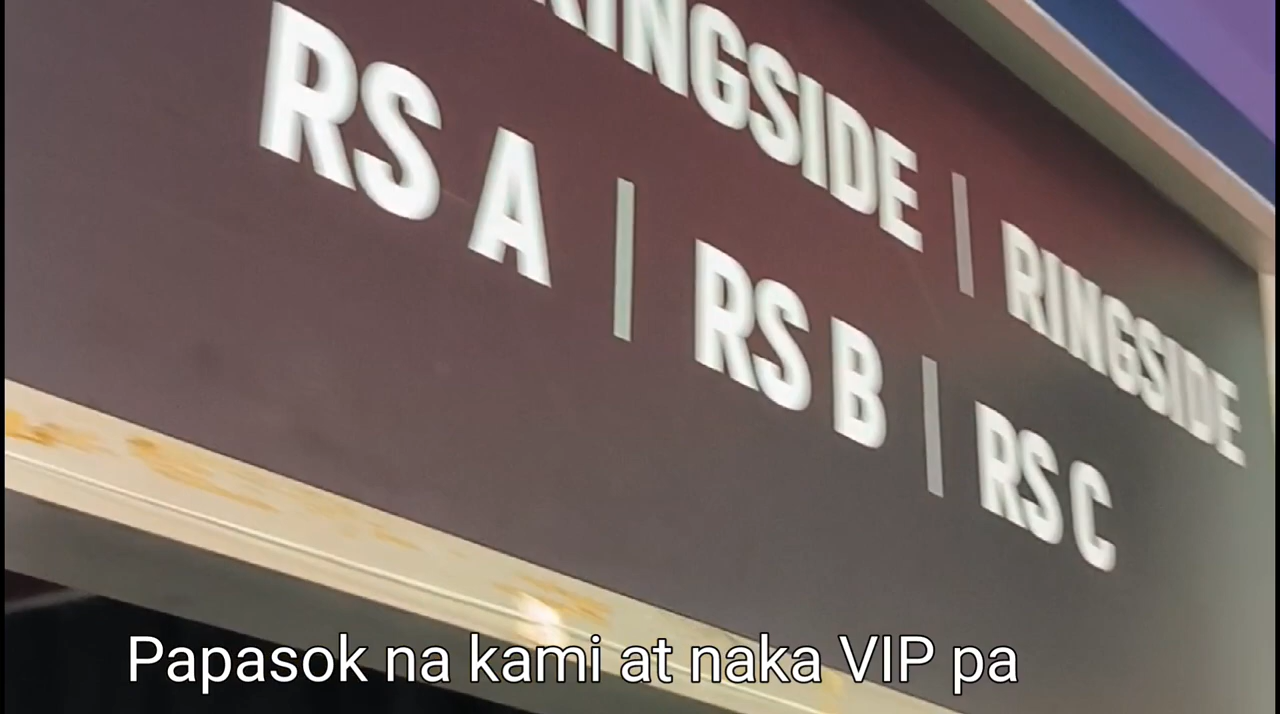 RINGSIDE | RINGSIDE
RS A | RS B | RS C
Papasok na kami at naka VIP pa